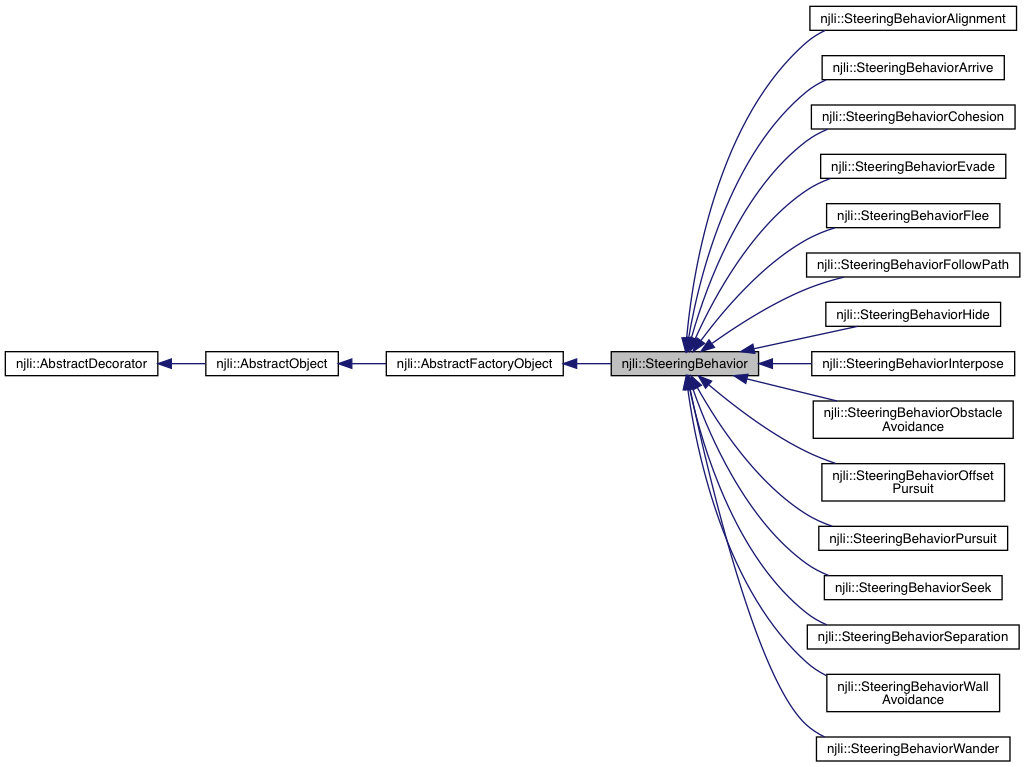 njli::SteeringBehaviorAlignment
njli::SteeringBehaviorArrive
njli::SteeringBehaviorCohesion
njli::SteeringBehaviorEvade
njli::SteeringBehaviorFlee
njli::SteeringBehaviorFollowPath
njli::SteeringBehaviorHide
njli::AbstractDecorator
njli::AbstractObject
njli::AbstractFactoryObject
njli::SteeringBehavior
njli::SteeringBehaviorInterpose
njli::SteeringBehaviorObstacle
Avoidance
njli::SteeringBehaviorOffset
Pursuit
njli::SteeringBehaviorPursuit
njli::SteeringBehaviorSeek
njli::SteeringBehaviorSeparation
njli::SteeringBehaviorWall
Avoidance
njli::SteeringBehaviorWander